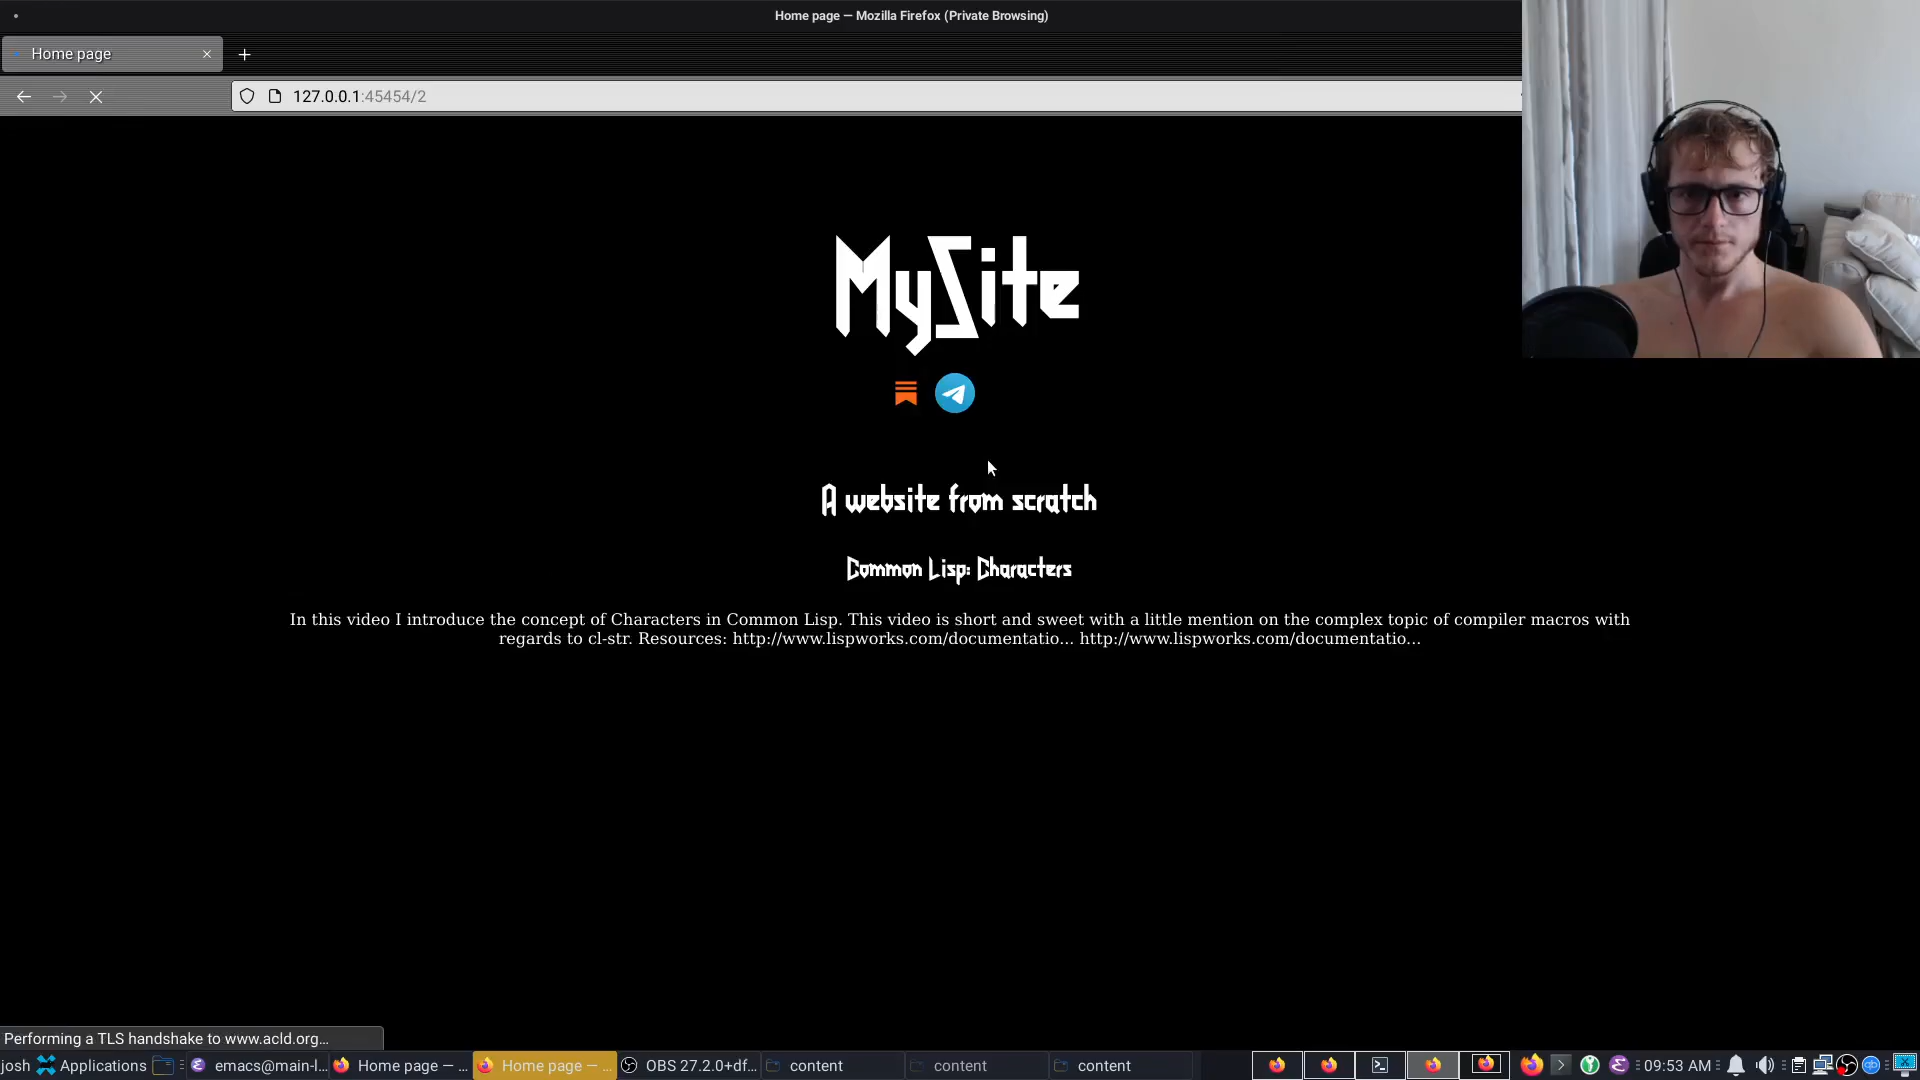 Home page — Mozilla Firefox (Private Browsing)
Home page
127.0.0.1:45454/2
MySite
A website from scratch
Common Lisp: Characters
In this video I introduce the concept of Characters in Common Lisp. This video is short and sweet with a little mention on the complex topic of compiler macros with
regards to cl-str. Resources: http://www.lispworks.com/documentatio... http://www.lispworks.com/documentatio...
Performing a TLS handshake to www.acld.org...
josh Applications emacs@main-l... Home page — ... Home page — ... OBS 27.2.0+df... content content content 09:53 AM